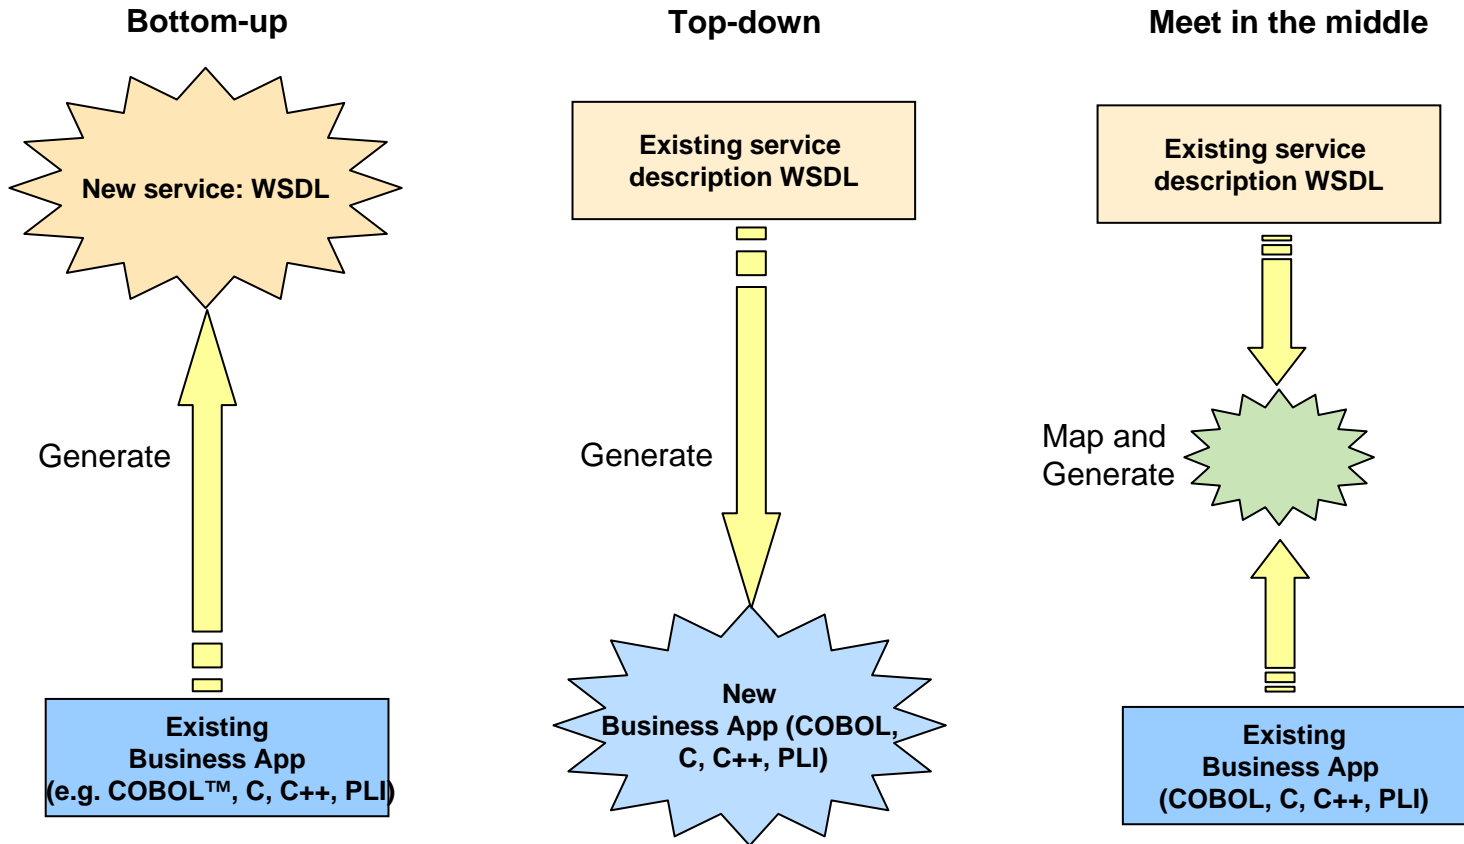 Bottom-up
New service: WSDL
Generate
Existing
Business App
(e.g. COBOL™, C, C++, PLI)
Top-down
Existing service
description WSDL
Generate
New
Business App (COBOL,
C, C++, PLI)
Meet in the middle
Existing service
description WSDL
Map and
Generate
Existing
Business App
(COBOL, C, C++, PLI)